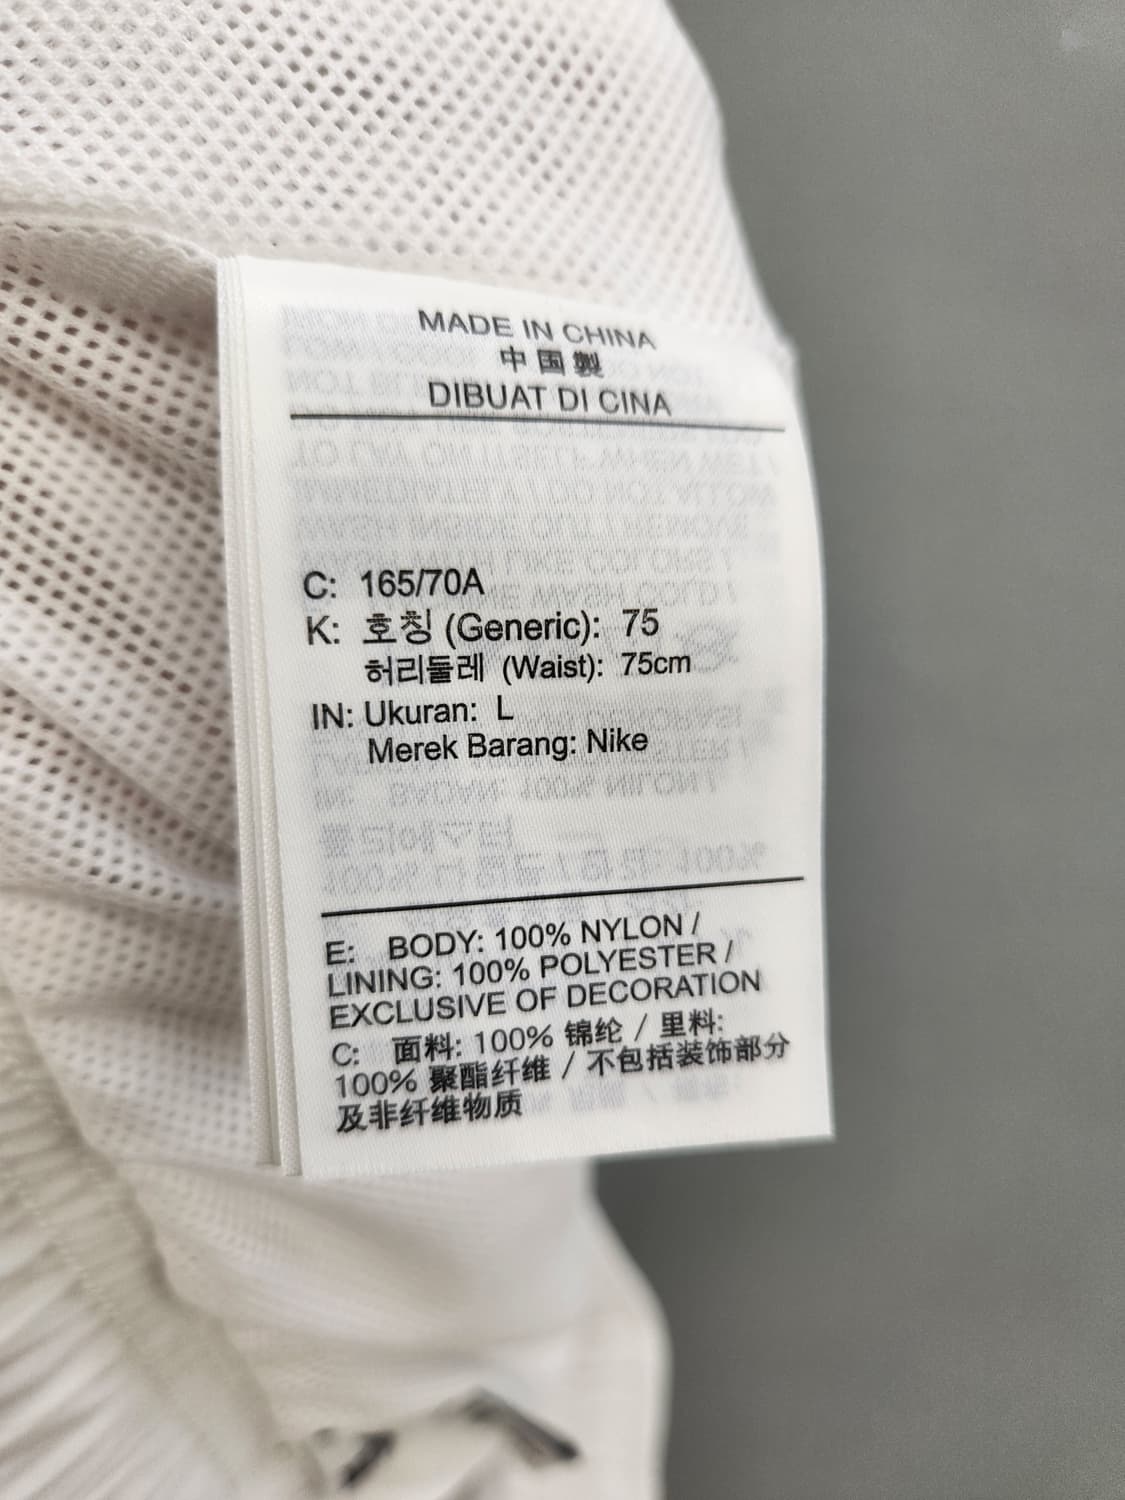 MADE IN CHINA
中国製
DIBUAT DI CINA
C: 165/70A
K: 호칭 (Generic): 75
허리둘레 (Waist): 75cm
IN: Ukuran: L
Merek Barang: Nike
E: BODY: 100% NYLON /
LINING: 100% POLYESTER /
EXCLUSIVE OF DECORATION
C: 面料: 100% 锦纶 / 里料:
100% 聚酯纤维 / 不包括装饰部分
及非纤维物质